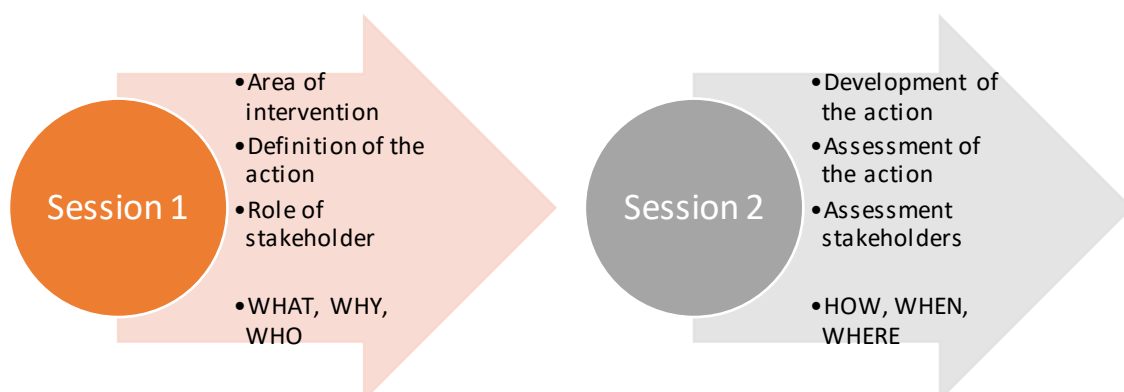 Session 1
•Area of
intervention
•Definition of the
action
•Role of
stakeholder
•WHAT, WHY,
WHO
Session 2
•Development of
the action
•Assessment of
the action
•Assessment
stakeholders
•HOW, WHEN,
WHERE